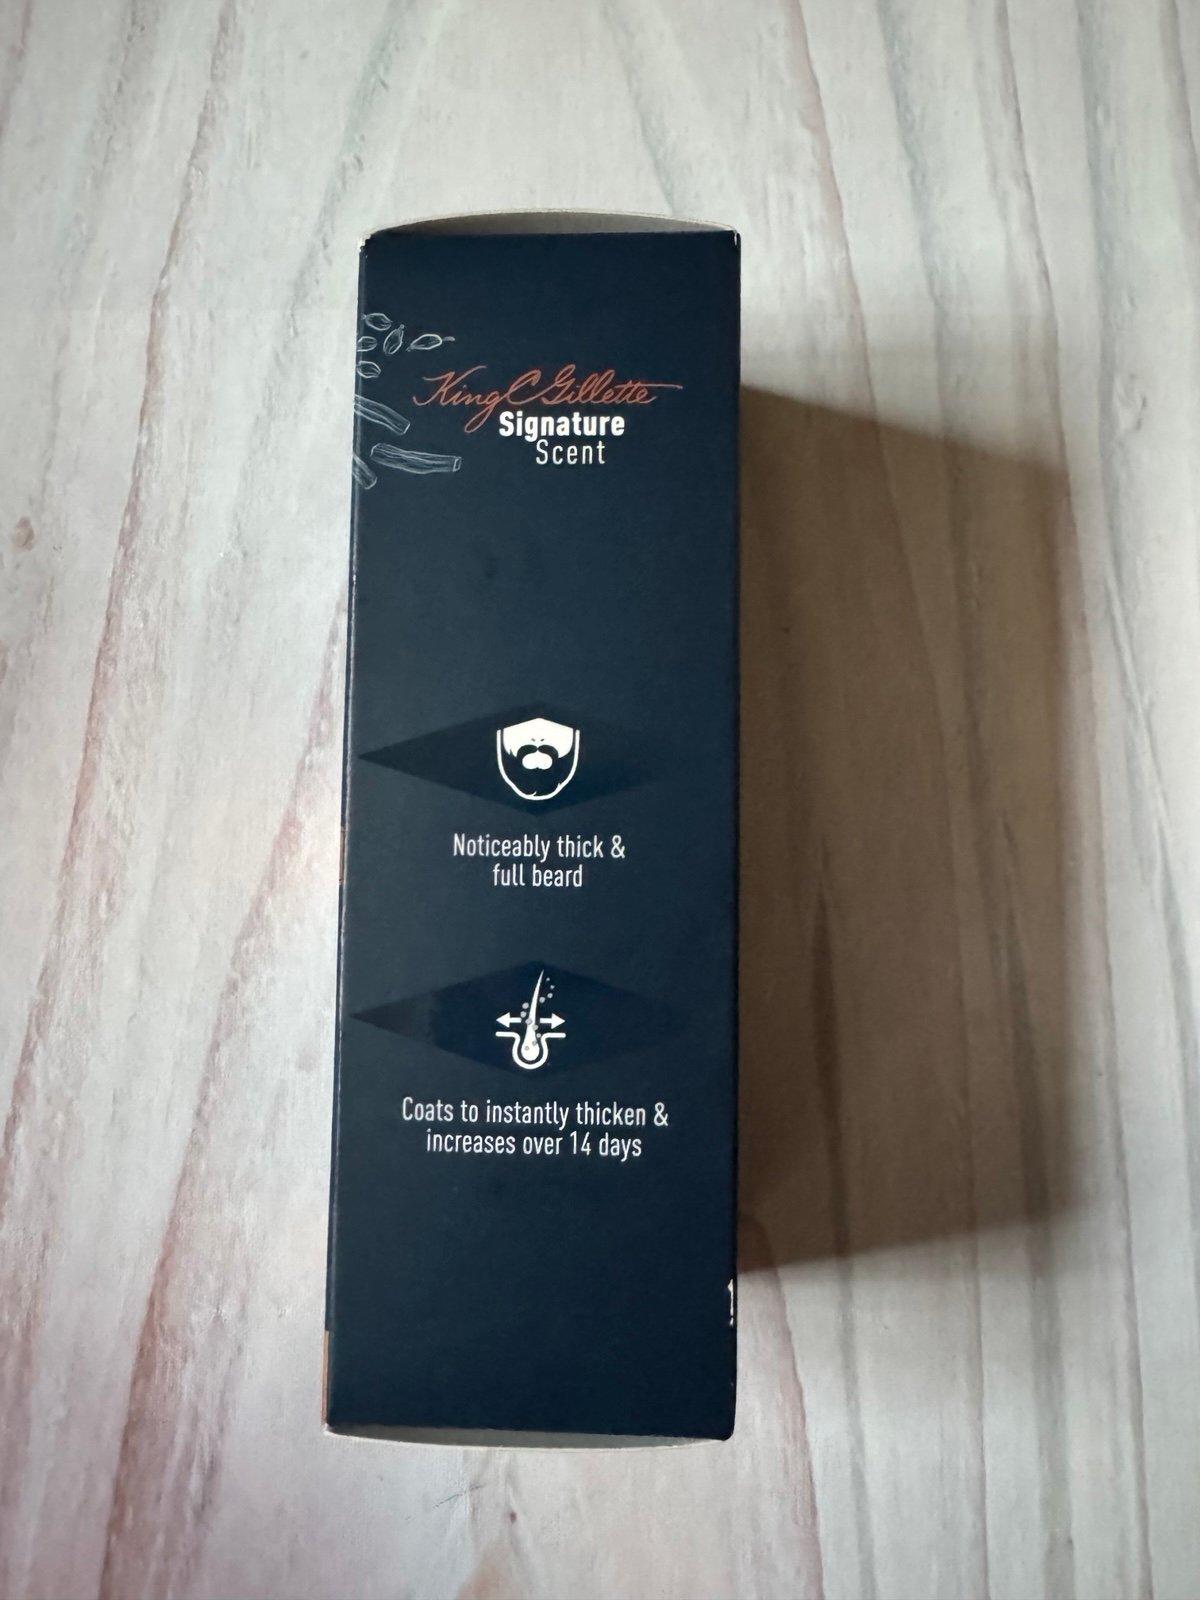 King C Gillette
Signature
Scent
Noticeably thick &
full beard
Coats to instantly thicken &
increases over 14 days